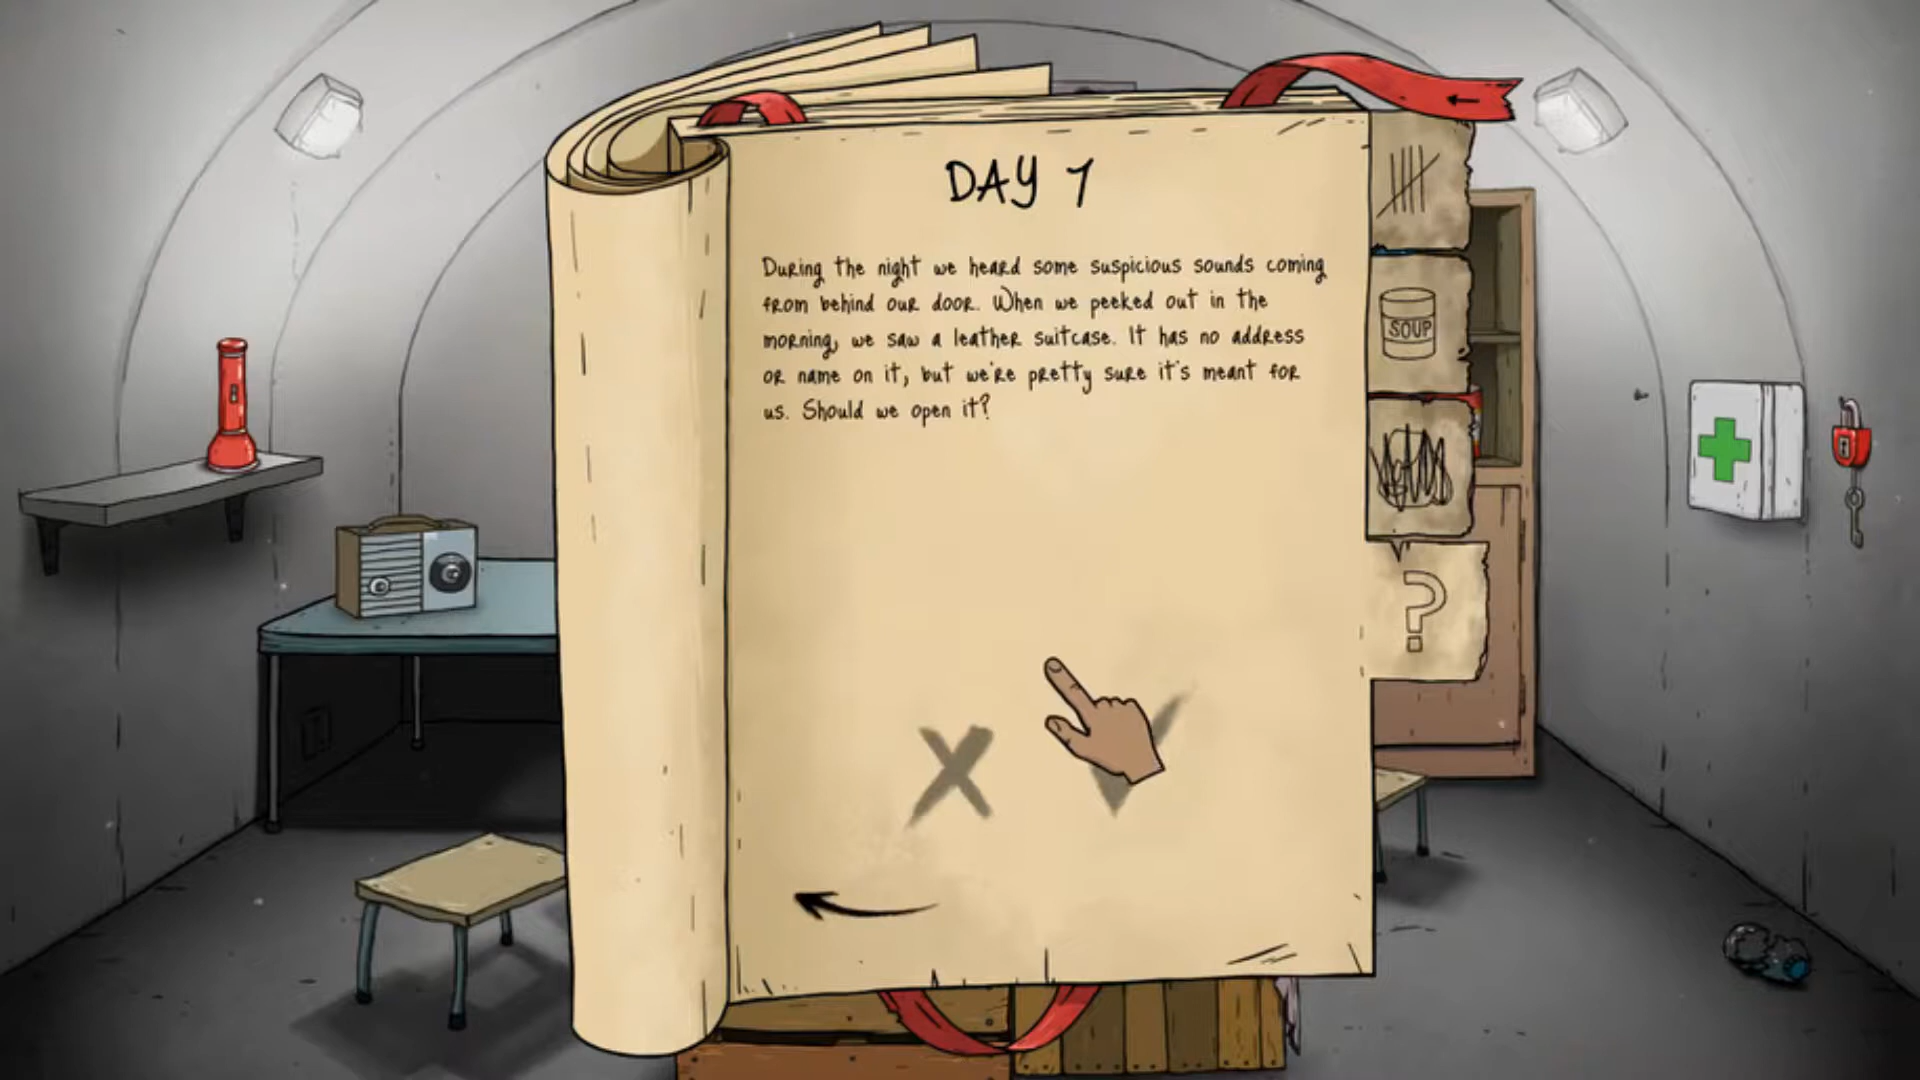 DAY 7
During the night we heard some suspicious sounds coming
from behind our door. When we peeked out in the
morning, we saw a leather suitcase. It has no address
or name on it, but we're pretty sure it's meant for
us. Should we open it?
SOUP
?